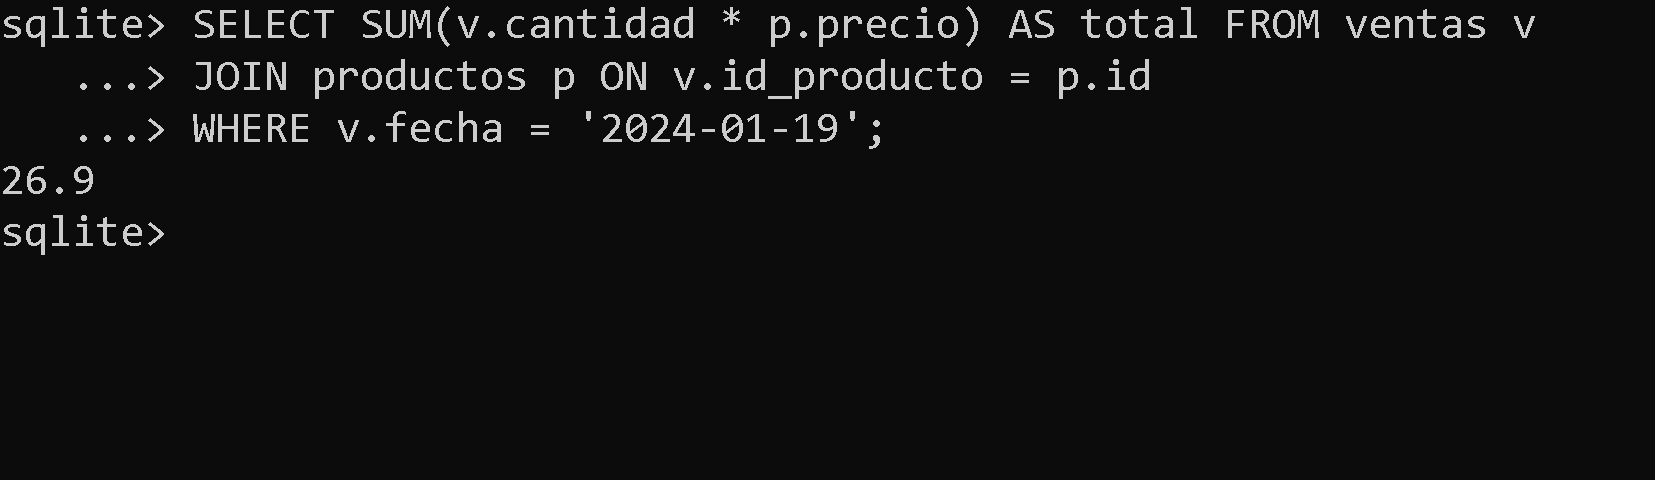 sqlite> SELECT SUM(v.cantidad * p.precio) AS total FROM ventas v
   ...> JOIN productos p ON v.id_producto = p.id
   ...> WHERE v.fecha = '2024-01-19';
26.9
sqlite>